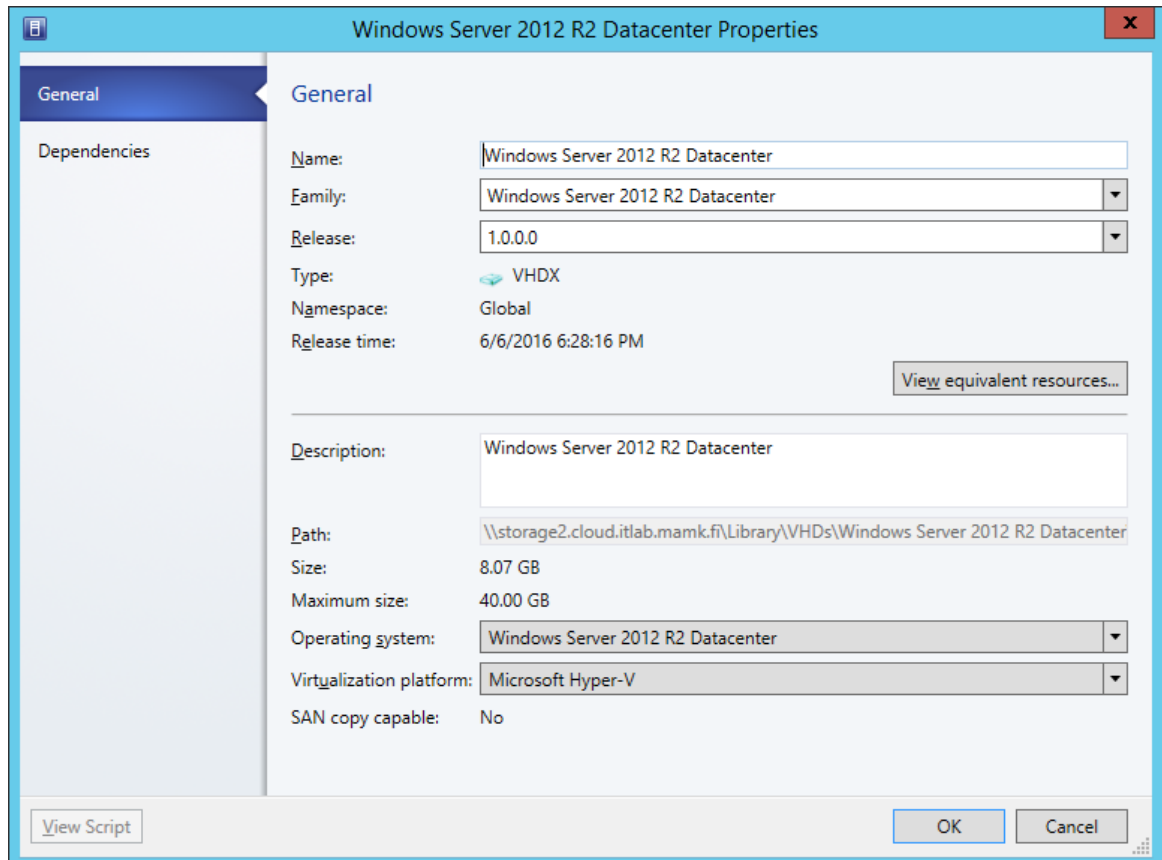 Windows Server 2012 R2 Datacenter Properties
x
General
Dependencies
General
Name: Windows Server 2012 R2 Datacenter
Family: Windows Server 2012 R2 Datacenter
Release: 1.0.0.0
Type: VHDX
Namespace: Global
Release time: 6/6/2016 6:28:16 PM
View equivalent resources...
Description: Windows Server 2012 R2 Datacenter
Path: \\storage2.cloud.itlab.mamk.fi\Library\VHDs\Windows Server 2012 R2 Datacenter
Size: 8.07 GB
Maximum size: 40.00 GB
Operating system: Windows Server 2012 R2 Datacenter
Virtualization platform: Microsoft Hyper-V
SAN copy capable: No
View Script
OK
Cancel